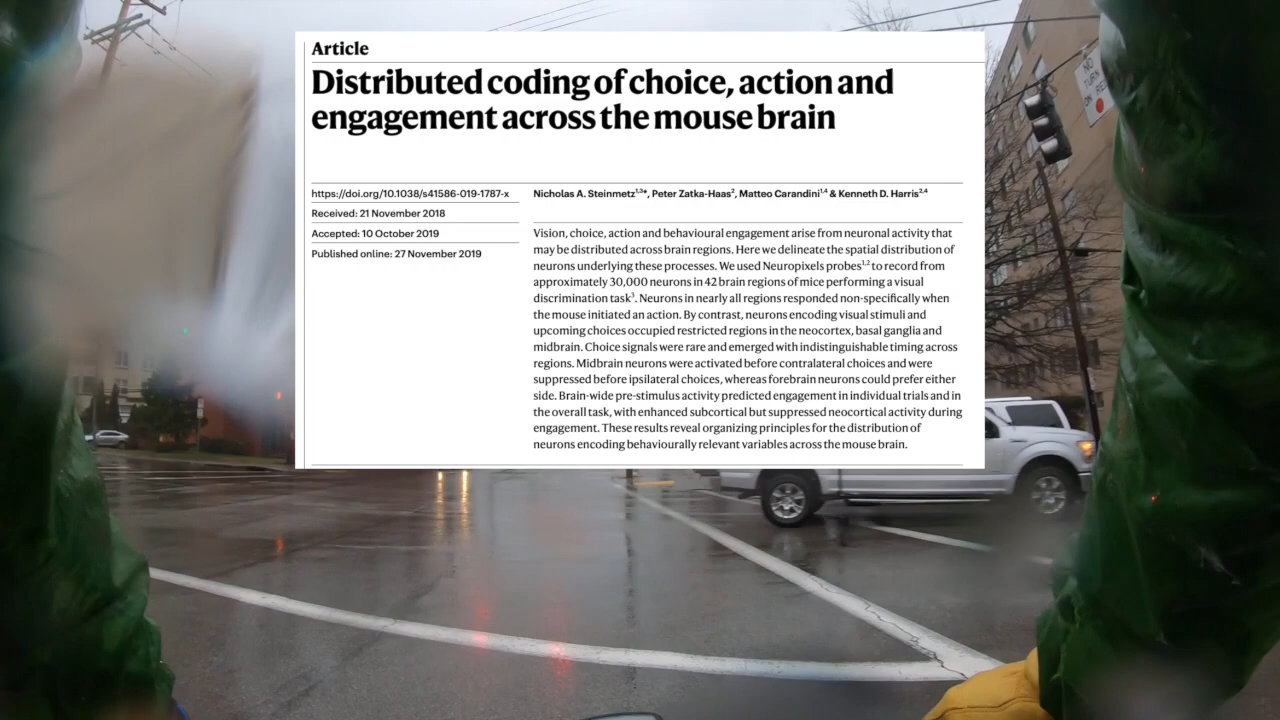 Article
Distributed coding of choice, action and
engagement across the mouse brain
https://doi.org/10.1038/s41586-019-1787-x
Received: 21 November 2018
Accepted: 10 October 2019
Published online: 27 November 2019
Nicholas A. Steinmetz1,3*, Peter Zatka-Haas2, Matteo Carandini1,4 & Kenneth D. Harris2,4
Vision, choice, action and behavioural engagement arise from neuronal activity that
may be distributed across brain regions. Here we delineate the spatial distribution of
neurons underlying these processes. We used Neuropixels probes1,2 to record from
approximately 30,000 neurons in 42 brain regions of mice performing a visual
discrimination task3. Neurons in nearly all regions responded non-specifically when
the mouse initiated an action. By contrast, neurons encoding visual stimuli and
upcoming choices occupied restricted regions in the neocortex, basal ganglia and
midbrain. Choice signals were rare and emerged with indistinguishable timing across
regions. Midbrain neurons were activated before contralateral choices and were
suppressed before ipsilateral choices, whereas forebrain neurons could prefer either
side. Brain-wide pre-stimulus activity predicted engagement in individual trials and in
the overall task, with enhanced subcortical but suppressed neocortical activity during
engagement. These results reveal organizing principles for the distribution of
neurons encoding behaviourally relevant variables across the mouse brain.
NO
TURN
ON RED